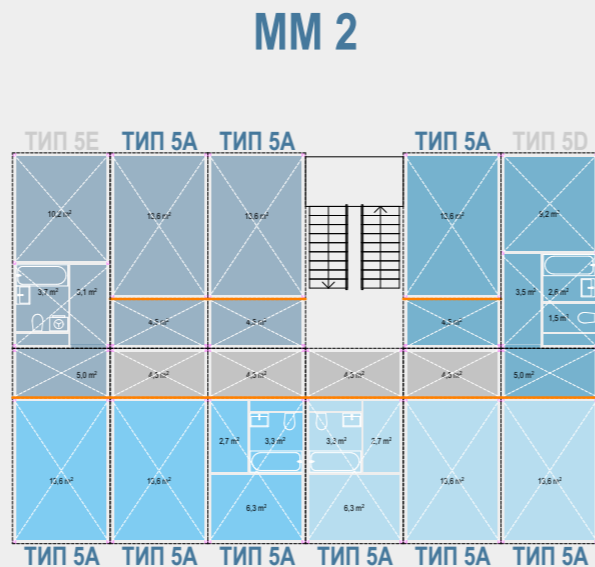 ММ 2
ТИП 5E ТИП 5A ТИП 5A ТИП 5A ТИП 5D
10,2 m² 13,6 m² 13,6 m² 13,6 m² 9,2 m²
3,7 m² 3,1 m² 3,5 m² 2,6 m²
4,5 m² 4,5 m² 4,5 m² 1,5 m²
5,0 m² 4,5 m² 4,5 m² 4,5 m² 4,5 m² 5,0 m²
2,7 m² 3,3 m² 3,3 m² 2,7 m²
13,6 m² 13,6 m² 13,6 m² 13,6 m²
6,3 m² 6,3 m²
ТИП 5A ТИП 5A ТИП 5A ТИП 5A ТИП 5A ТИП 5A